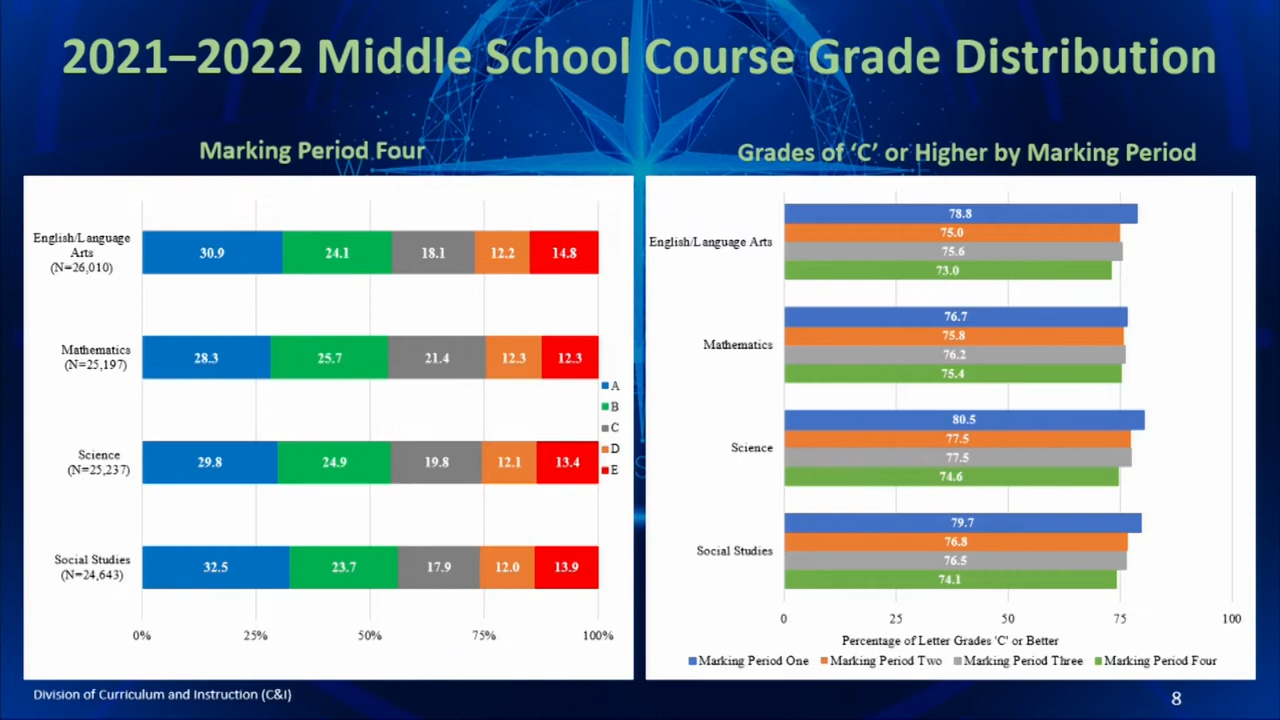 2021–2022 Middle School Course Grade Distribution
Marking Period Four
English/Language
Arts
(N=26,010)
30.9 24.1 18.1 12.2 14.8
Mathematics
(N=25,197)
28.3 25.7 21.4 12.3 12.3
Science
(N=25,237)
29.8 24.9 19.8 12.1 13.4
Social Studies
(N=24,643)
32.5 23.7 17.9 12.0 13.9
0% 25% 50% 75% 100%
A
B
C
D
E
Grades of ‘C’ or Higher by Marking Period
English/Language Arts
78.8
75.0
75.6
73.0
Mathematics
76.7
75.8
76.2
75.4
Science
80.5
77.5
77.5
74.6
Social Studies
79.7
76.8
76.5
74.1
0 25 50 75 100
Percentage of Letter Grades 'C' or Better
Marking Period One Marking Period Two Marking Period Three Marking Period Four
W
S
Division of Curriculum and Instruction (C&I)
8